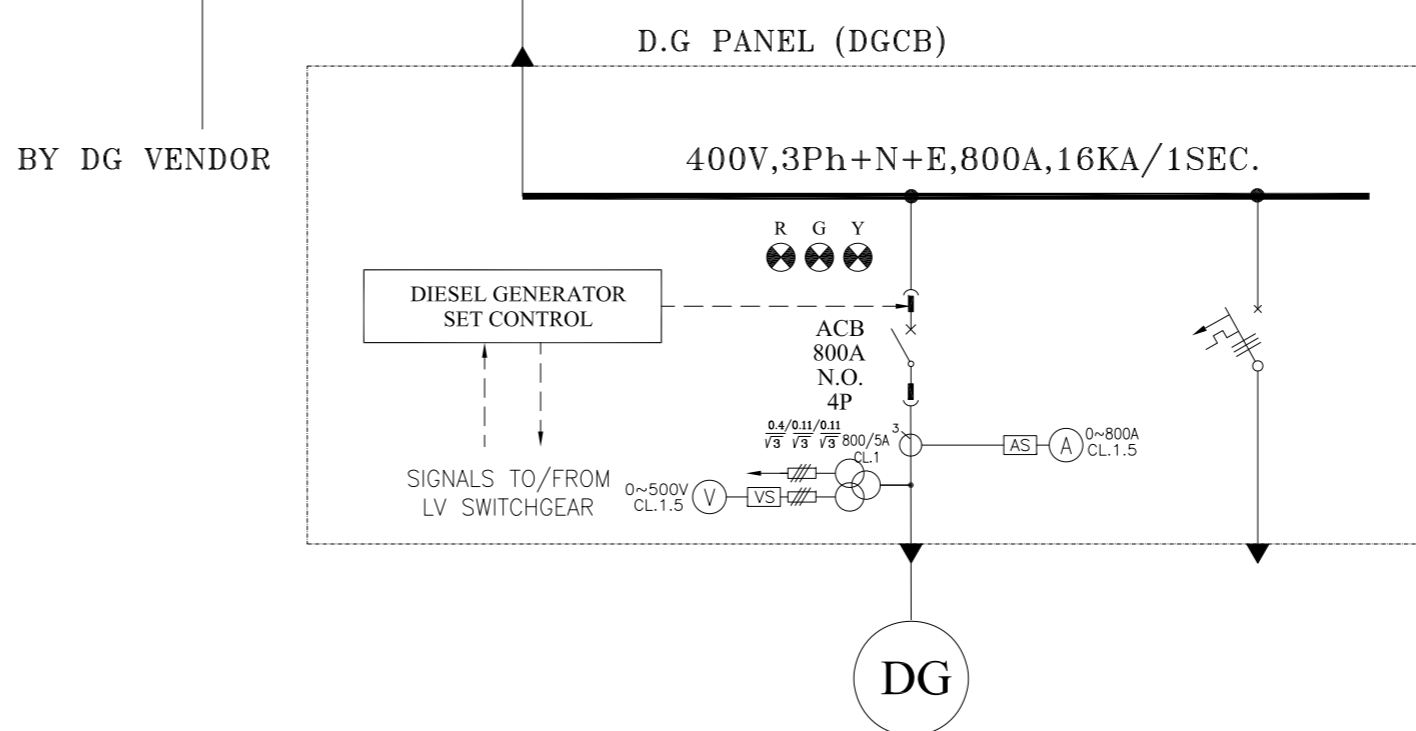 D.G PANEL (DGCB)
BY DG VENDOR
400V,3Ph+N+E,800A,16KA/1SEC.
R G Y
DIESEL GENERATOR
SET CONTROL
ACB
800A
N.O.
4P
0.4/√3 / 0.11/√3 / 0.11/√3
3
800/5A
CL.1
AS
A
0~800A
CL.1.5
SIGNALS TO/FROM
LV SWITCHGEAR
0~500V
CL.1.5
V
VS
DG